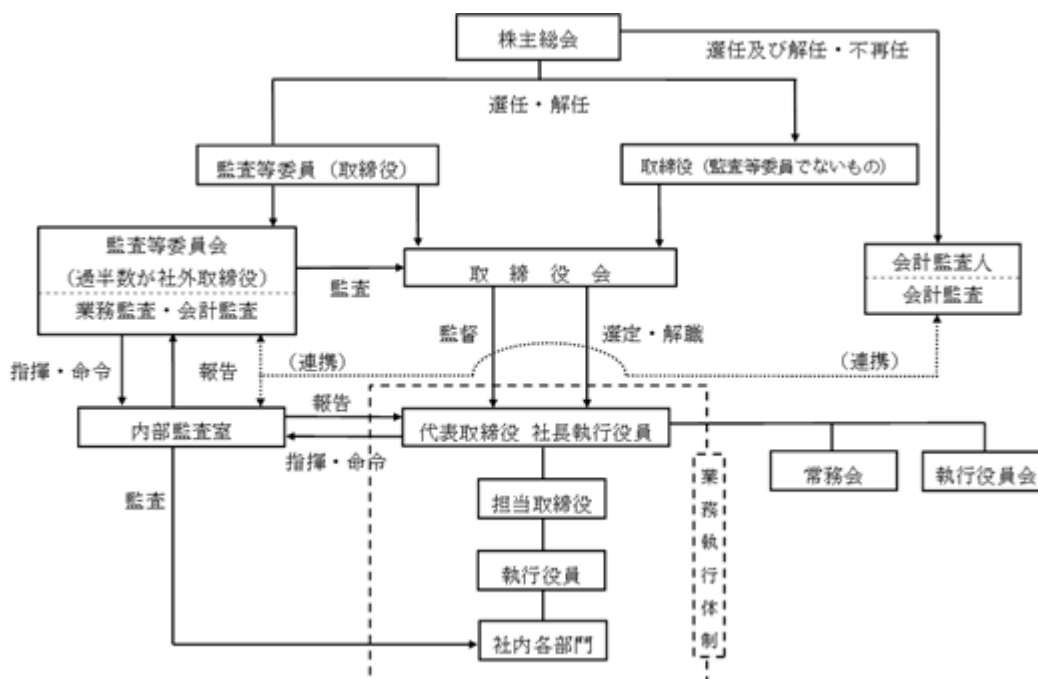 株主総会
選任及び解任・不再任
選任・解任
監査等委員（取締役）
取締役（監査等委員でないもの）
監査等委員会
(過半数が社外取締役)
業務監査・会計監査
監査
取締役会
会計監査人
会計監査
監督
選定・解職
指揮・命令
報告
（連携）
（連携）
内部監査室
報告
指揮・命令
代表取締役 社長執行役員
常務会
執行役員会
監査
担当取締役
執行役員
社内各部門
業務執行体制